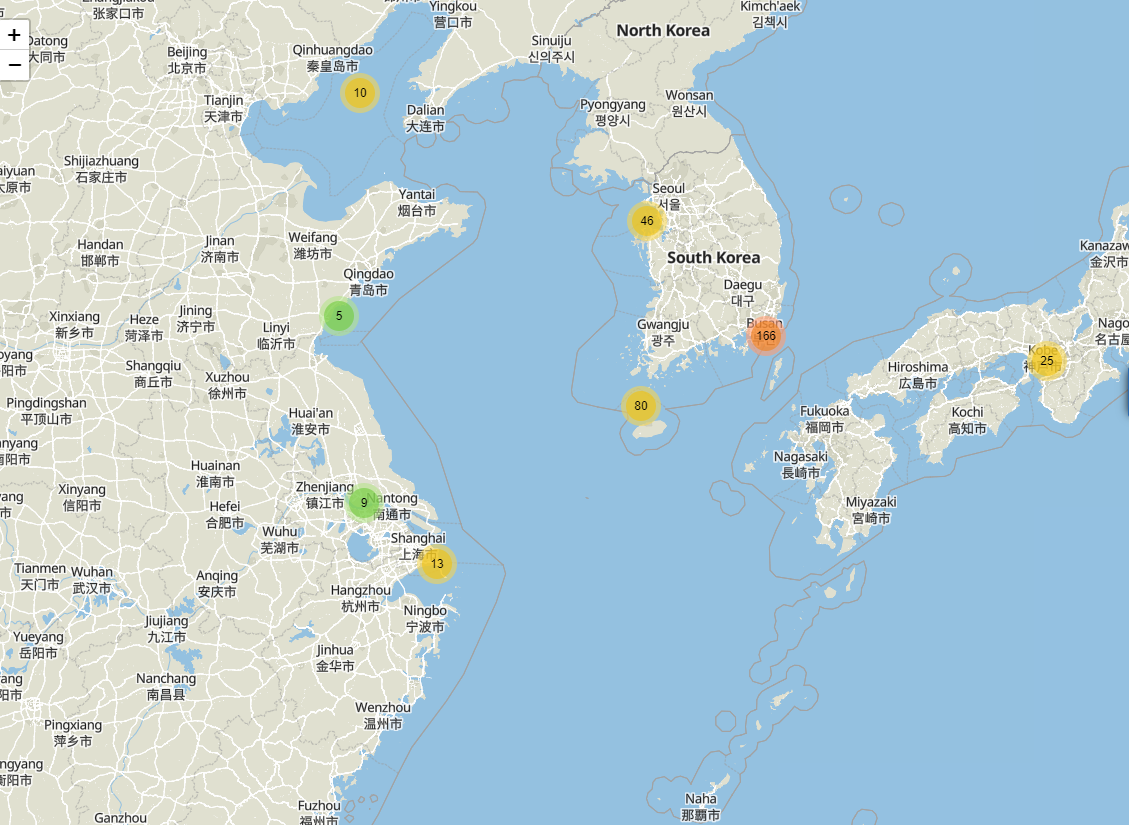 Yingkou
营口市
Kimch'aek
김책시
张家口市
+
−
North Korea
Datong
大同市
Beijing
北京市
Qinhuangdao
秦皇岛市
Sinuiju
신의주시
10
Tianjin
天津市
Dalian
大连市
Pyongyang
평양시
Wonsan
원산시
Shijiazhuang
石家庄市
Yantai
烟台市
Seoul
서울
46
Handan
邯郸市
Jinan
济南市
Weifang
潍坊市
South Korea
Kanazawa
金沢市
Qingdao
青岛市
Daegu
대구
5
Xinxiang
新乡市
Heze
菏泽市
Jining
济宁市
Linyi
临沂市
Gwangju
광주
Busan
166
Kobe
神戸市
25
Shangqiu
商丘市
Xuzhou
徐州市
Hiroshima
広島市
Pingdingshan
平顶山市
Huai'an
淮安市
80
Fukuoka
福岡市
Kochi
高知市
Huainan
淮南市
Nagasaki
長崎市
Xinyang
信阳市
Zhenjiang
镇江市
9
Nantong
南通市
Hefei
合肥市
Miyazaki
宮崎市
Wuhu
芜湖市
Shanghai
上海市
13
Tianmen
天门市
Wuhan
武汉市
Anqing
安庆市
Hangzhou
杭州市
Ningbo
宁波市
Jiujiang
九江市
Yueyang
岳阳市
Jinhua
金华市
Nanchang
南昌县
Wenzhou
温州市
Pingxiang
萍乡市
Fuzhou
福州市
Ganzhou
Naha
那覇市